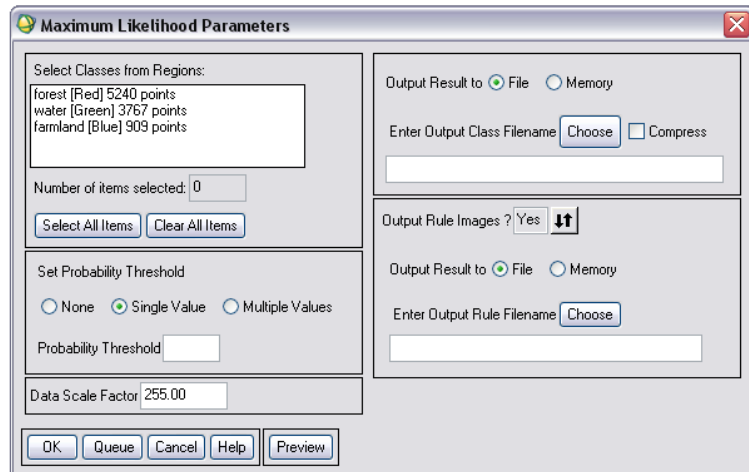 Maximum Likelihood Parameters
Select Classes from Regions:
forest [Red] 5240 points
water [Green] 3767 points
farmland [Blue] 909 points
Number of items selected: 0
Select All Items Clear All Items
Set Probability Threshold
None Single Value Multiple Values
Probability Threshold
Data Scale Factor 255.00
OK Queue Cancel Help Preview
Output Result to File Memory
Enter Output Class Filename Choose Compress
Output Rule Images ? Yes
Output Result to File Memory
Enter Output Rule Filename Choose